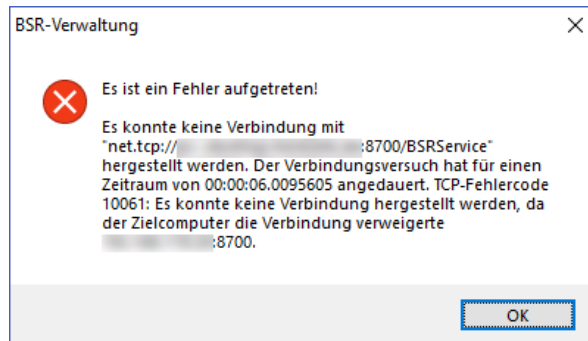 BSR-Verwaltung
Es ist ein Fehler aufgetreten!
Es konnte keine Verbindung mit
"net.tcp://:8700/BSRService"
hergestellt werden. Der Verbindungsversuch hat für einen
Zeitraum von 00:00:06.0095605 angedauert. TCP-Fehlercode
10061: Es konnte keine Verbindung hergestellt werden, da
der Zielcomputer die Verbindung verweigerte
:8700.
OK